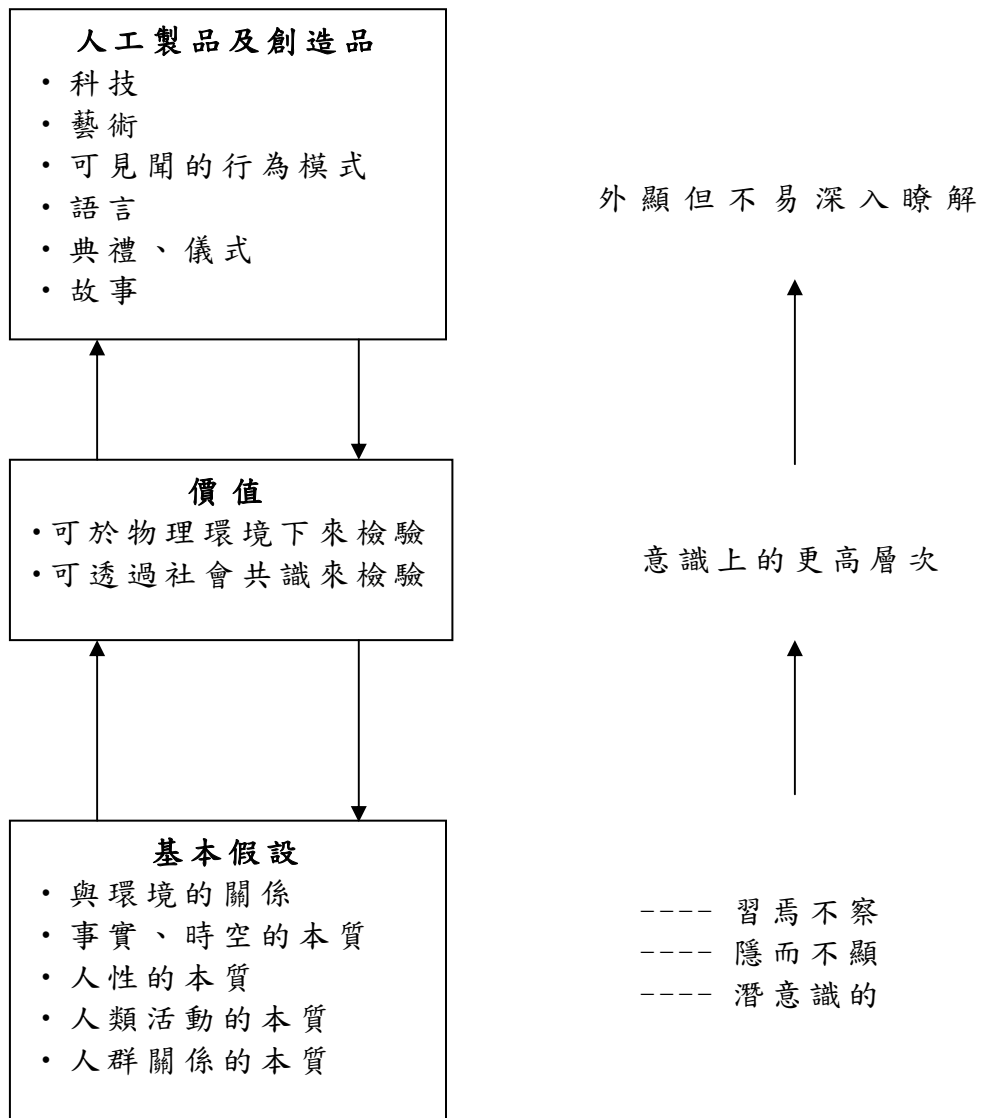 人工製品及創造品
·科技
·藝術
·可見聞的行為模式
·語言
·典禮、儀式
·故事
外顯但不易深入瞭解
價值
·可於物理環境下來檢驗
·可透過社會共識來檢驗
意識上的更高層次
基本假設
·與環境的關係
·事實、時空的本質
·人性的本質
·人類活動的本質
·人群關係的本質
---- 習焉不察
---- 隱而不顯
---- 潛意識的